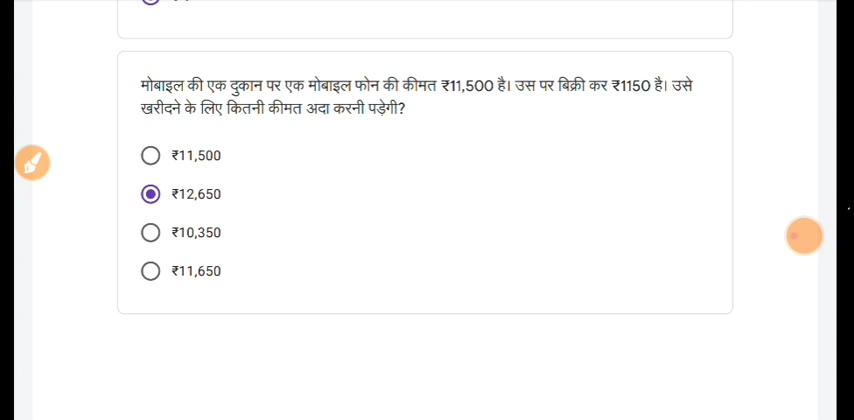 मोबाइल की एक दुकान पर एक मोबाइल फोन की कीमत ₹11,500 है। उस पर बिक्री कर ₹1150 है। उसे
खरीदने के लिए कितनी कीमत अदा करनी पड़ेगी?
₹11,500
₹12,650
₹10,350
₹11,650